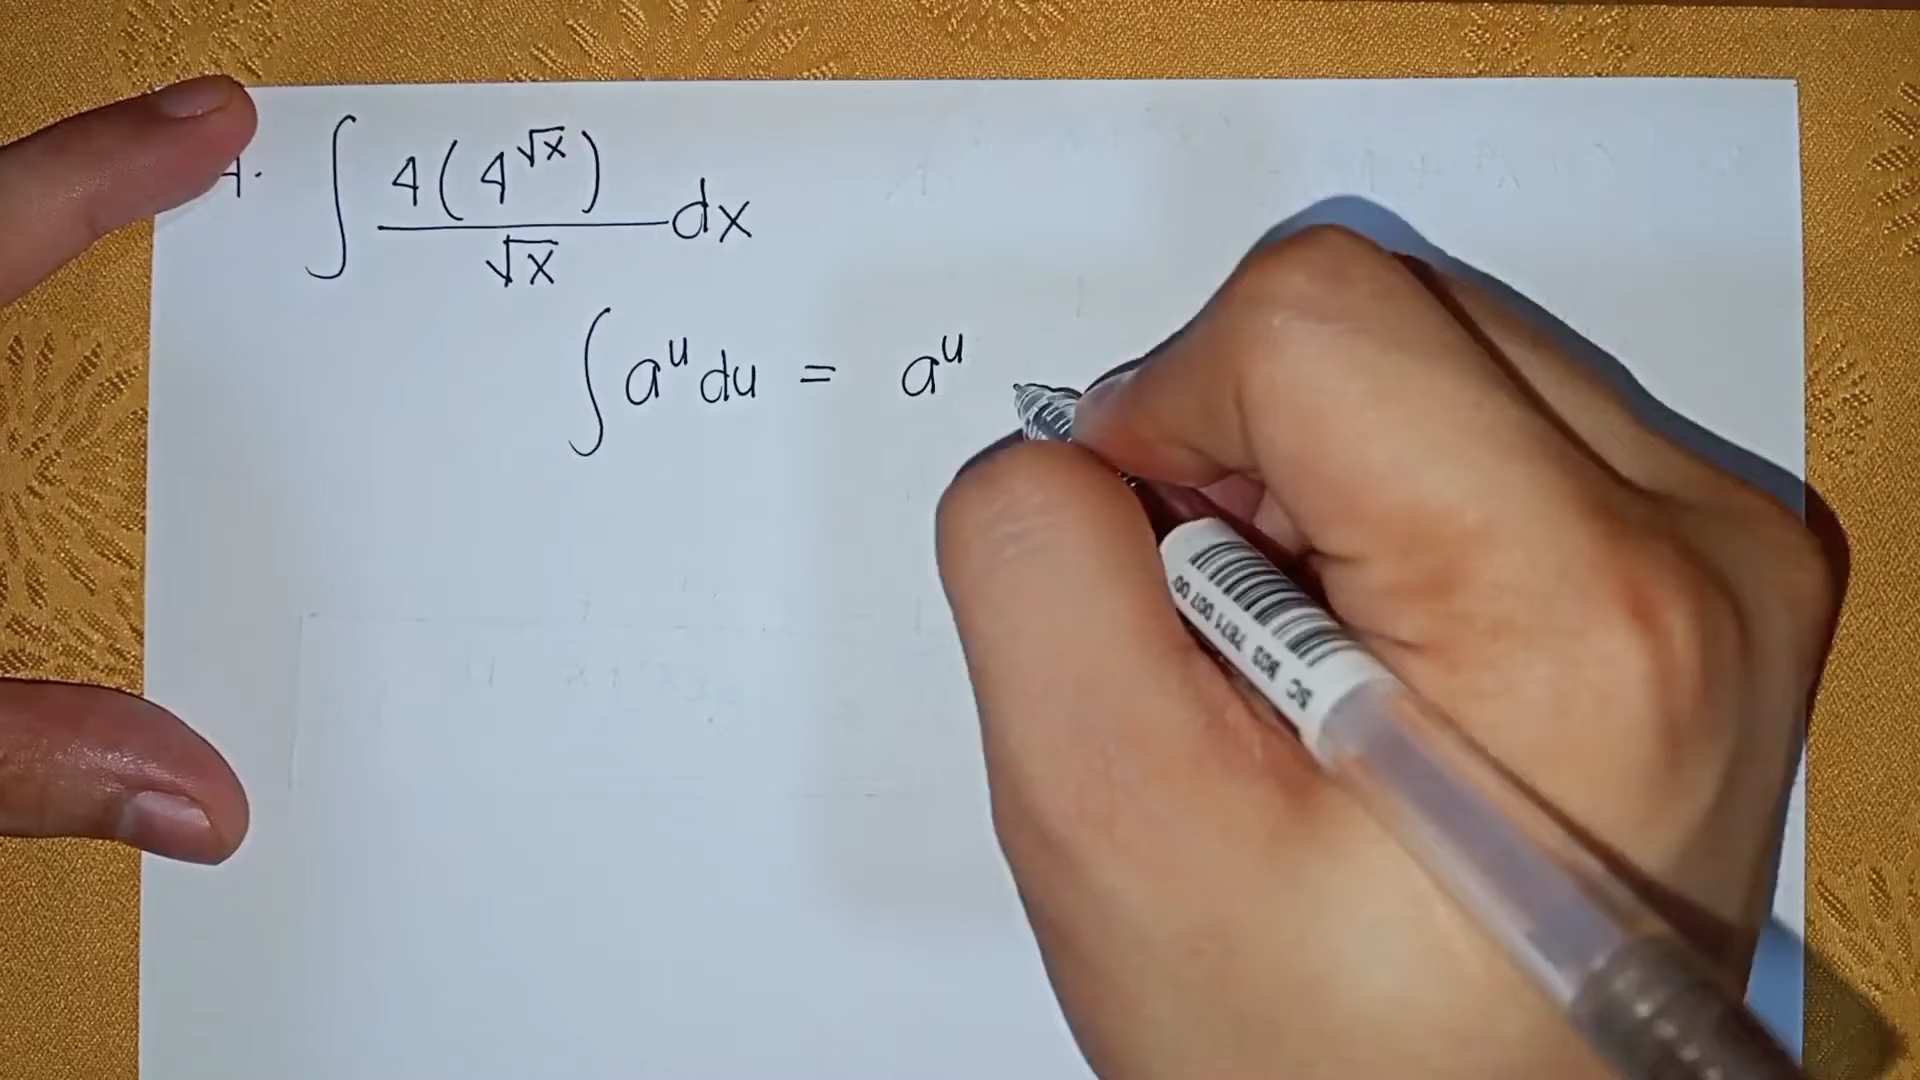 4. ∫ 4(4^√x) / √x dx
∫ a^u du = a^u